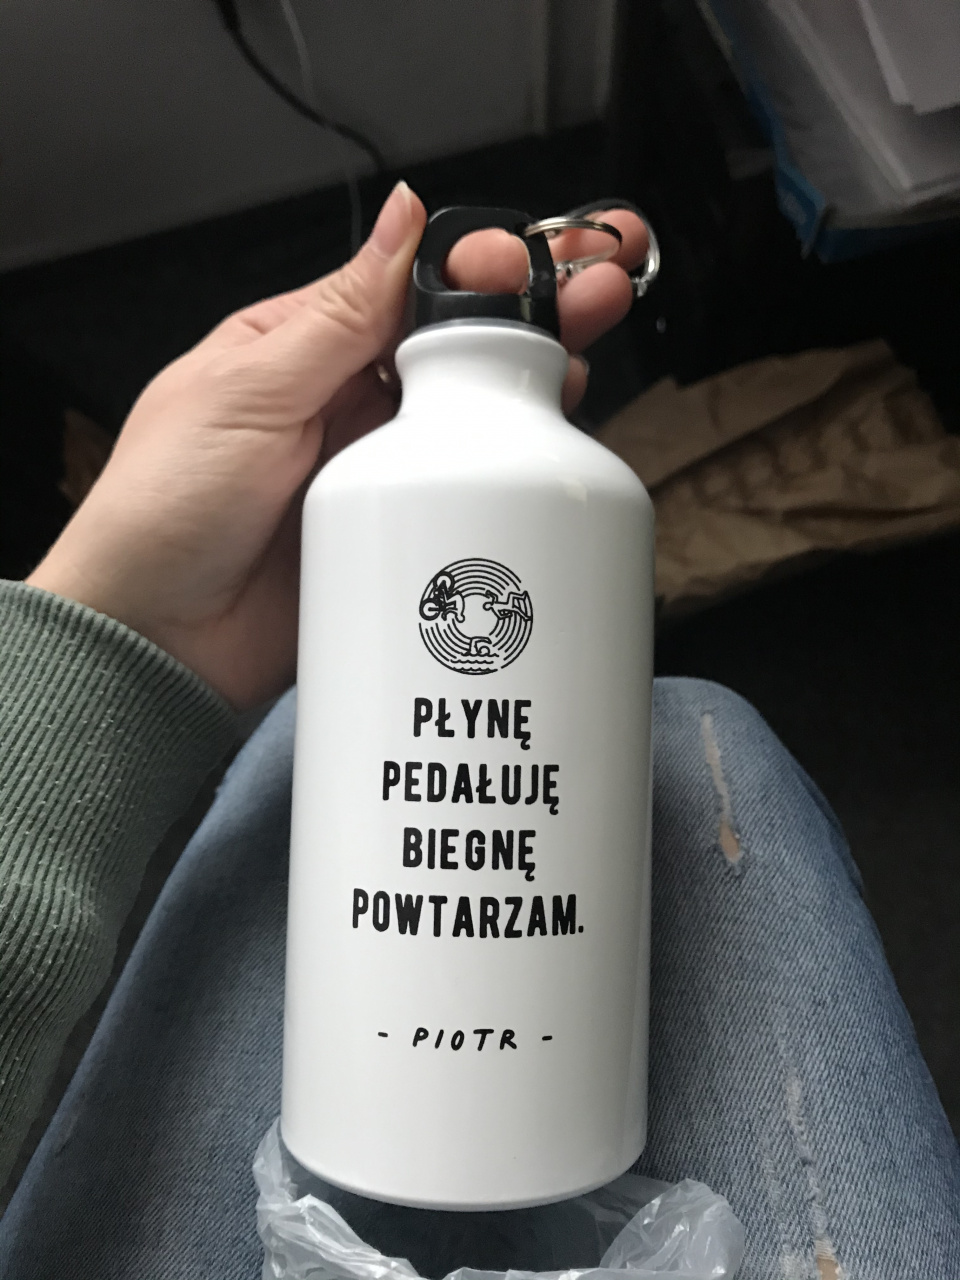 PŁYNĘ
PEDAŁUJĘ
BIEGNĘ
POWTARZAM.
- PIOTR -